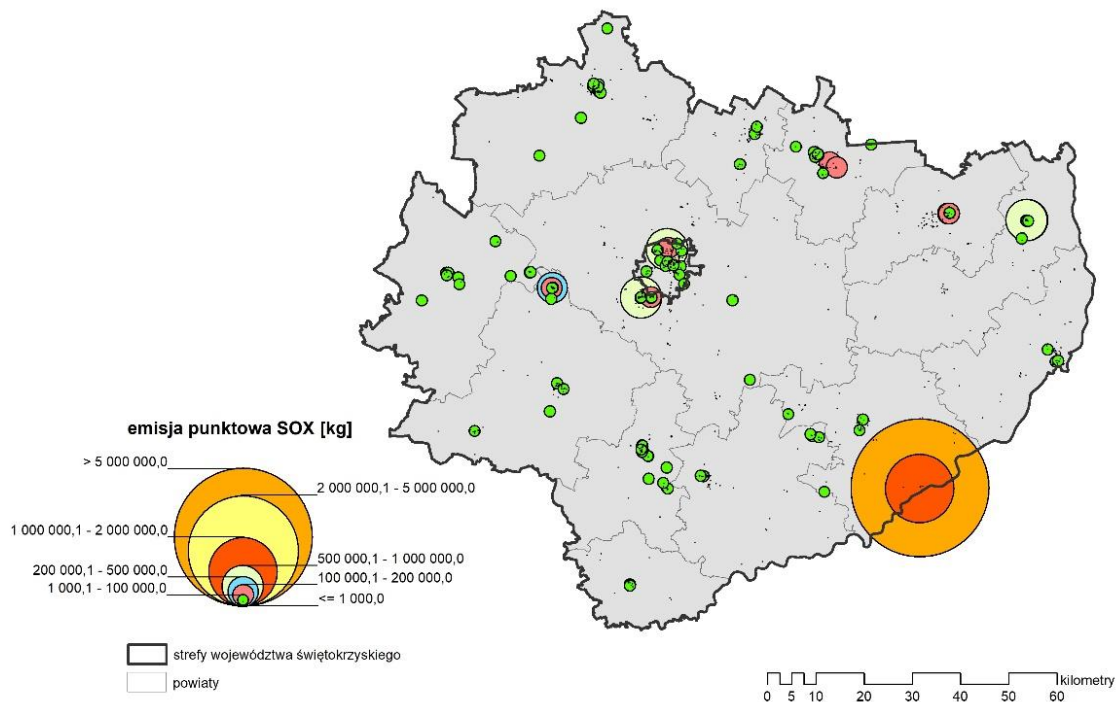 emisja punktowa SOX [kg]
> 5 000 000,0
2 000 000,1 - 5 000 000,0
1 000 000,1 - 2 000 000,0
500 000,1 - 1 000 000,0
200 000,1 - 500 000,0
100 000,1 - 200 000,0
1 000,1 - 100 000,0
<= 1 000,0
strefy województwa świętokrzyskiego
powiaty
kilometry
0 5 10 20 30 40 50 60